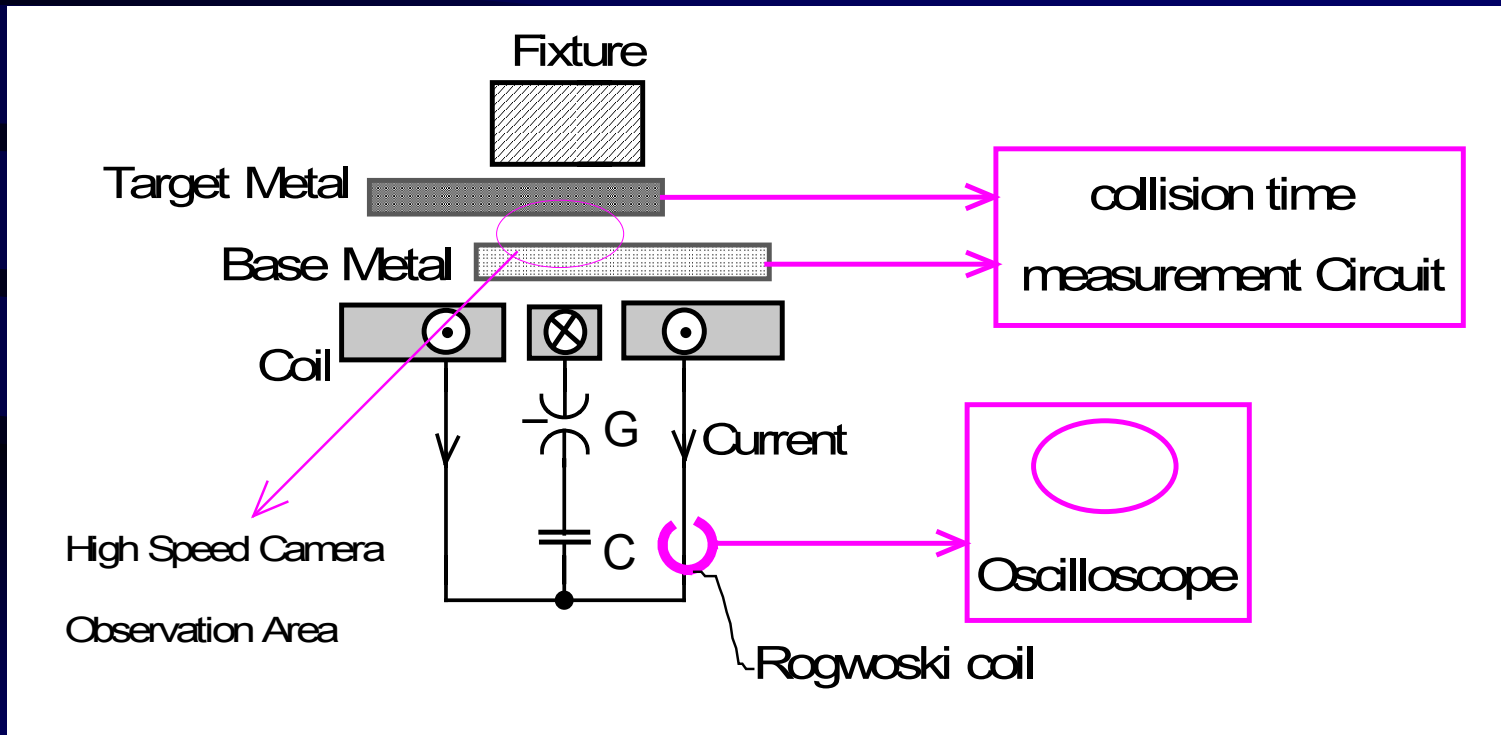 Fixture
Target Metal
Base Metal
Coil
G
Current
C
High Speed Camera
Observation Area
Rogwoski coil
collision time
measurement Circuit
Oscilloscope